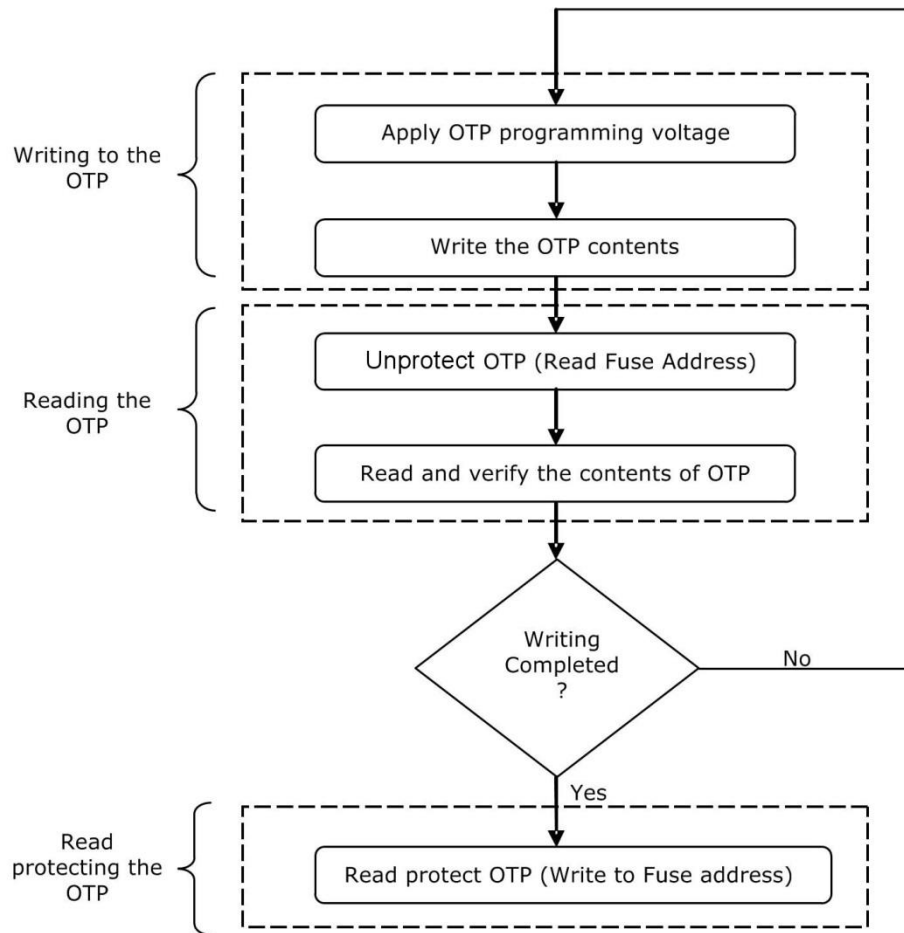 Writing to the
OTP
Apply OTP programming voltage
Write the OTP contents
Reading the
OTP
Unprotect OTP (Read Fuse Address)
Read and verify the contents of OTP
Writing
Completed
?
No
Yes
Read
protecting the
OTP
Read protect OTP (Write to Fuse address)